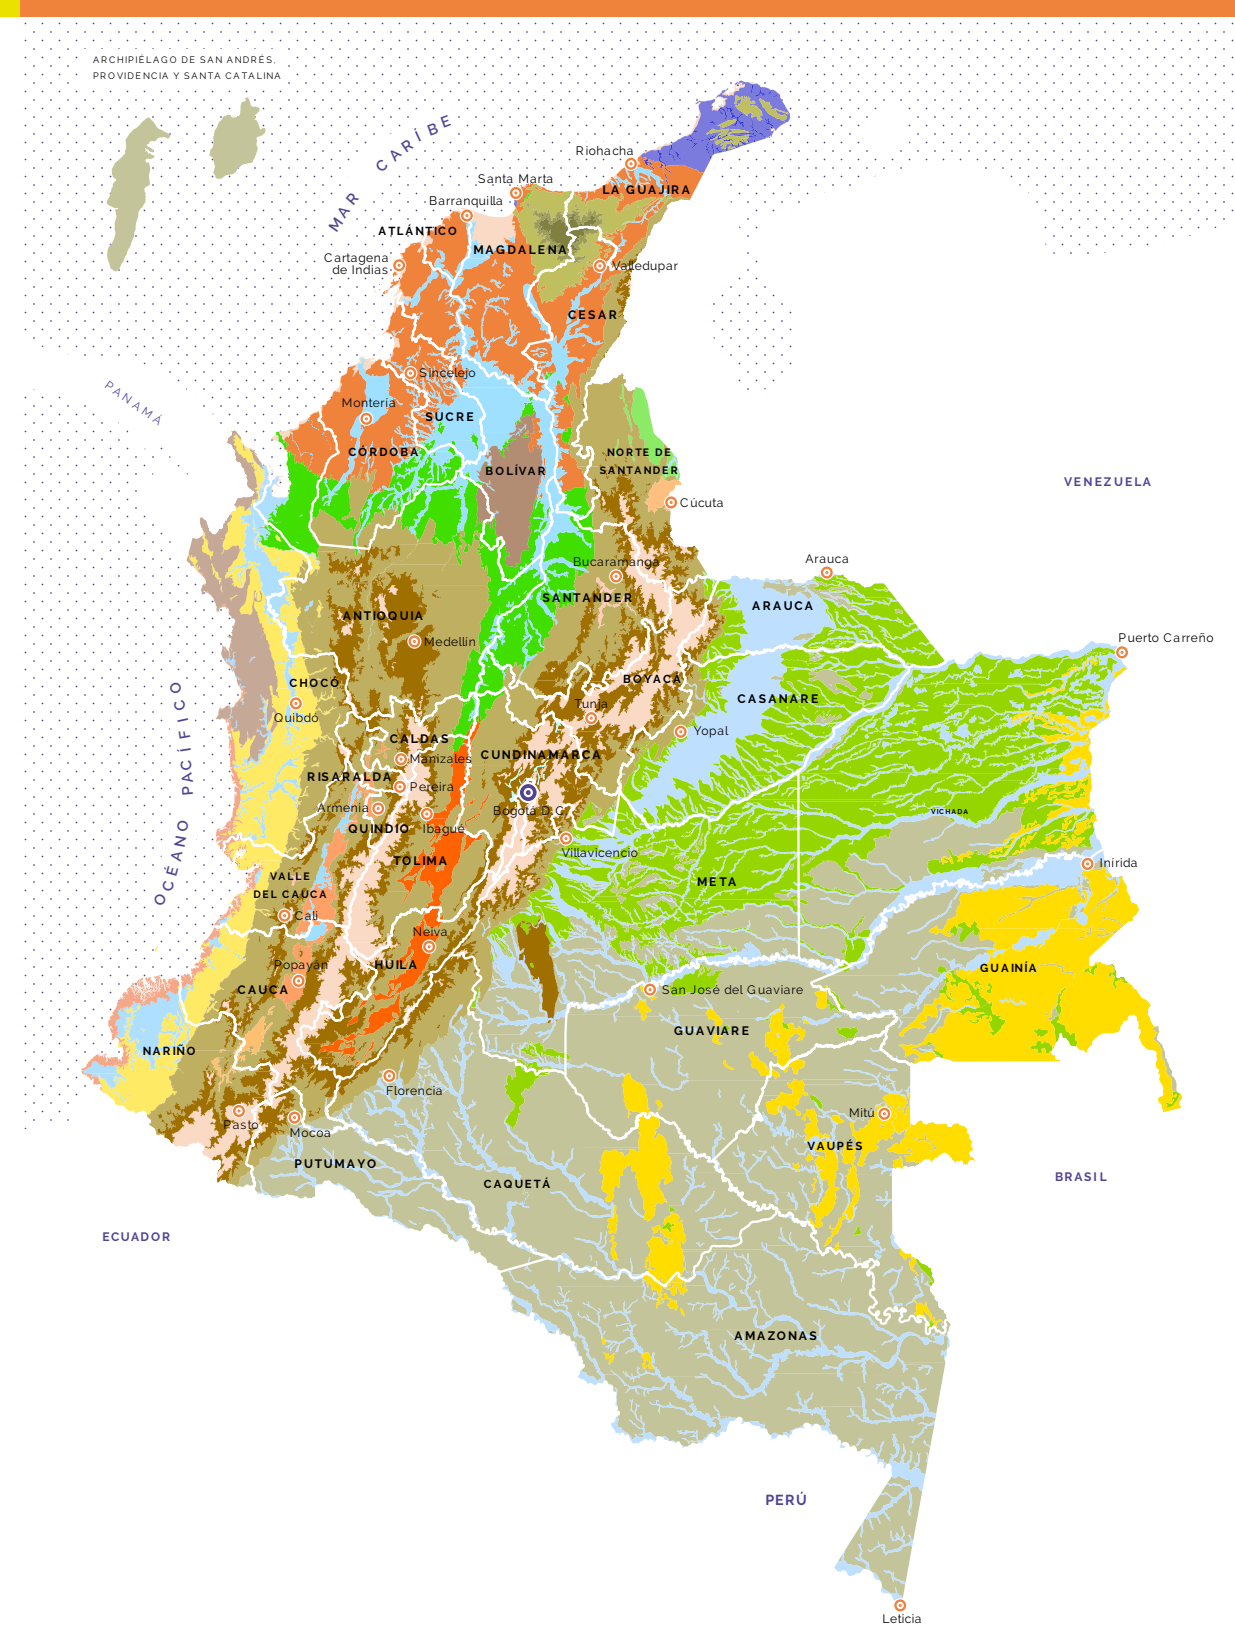 ARCHIPIÉLAGO DE SAN ANDRÉS,
PROVIDENCIA Y SANTA CATALINA
MAR CARÍBE
Riohacha
Santa Marta
LA GUAJIRA
Barranquilla
ATLÁNTICO
MAGDALENA
Cartagena
de Indias
Valledupar
CESAR
Sincelejo
PANAMÁ
Montería
SUCRE
CÓRDOBA
NORTE DE
SANTANDER
BOLÍVAR
VENEZUELA
Cúcuta
Arauca
Bucaramanga
SANTANDER
ARAUCA
ANTIOQUIA
Medellín
Puerto Carreño
CHOCÓ
BOYACÁ
CASANARE
Tunja
Quibdó
Yopal
CALDAS
CUNDINAMARCA
Manizales
RISARALDA
Pereira
OCÉANO PACÍFICO
Armenia
Bogotá D.C.
VICHADA
QUINDÍO
Ibagué
Villavicencio
TOLIMA
Inírida
VALLE
DEL CAUCA
META
Cali
Neiva
Popayán
HUILA
GUAINÍA
CAUCA
San José del Guaviare
GUAVIARE
NARIÑO
Florencia
Mitú
Pasto
Mocoa
VAUPÉS
PUTUMAYO
CAQUETÁ
BRASIL
ECUADOR
AMAZONAS
PERÚ
Leticia